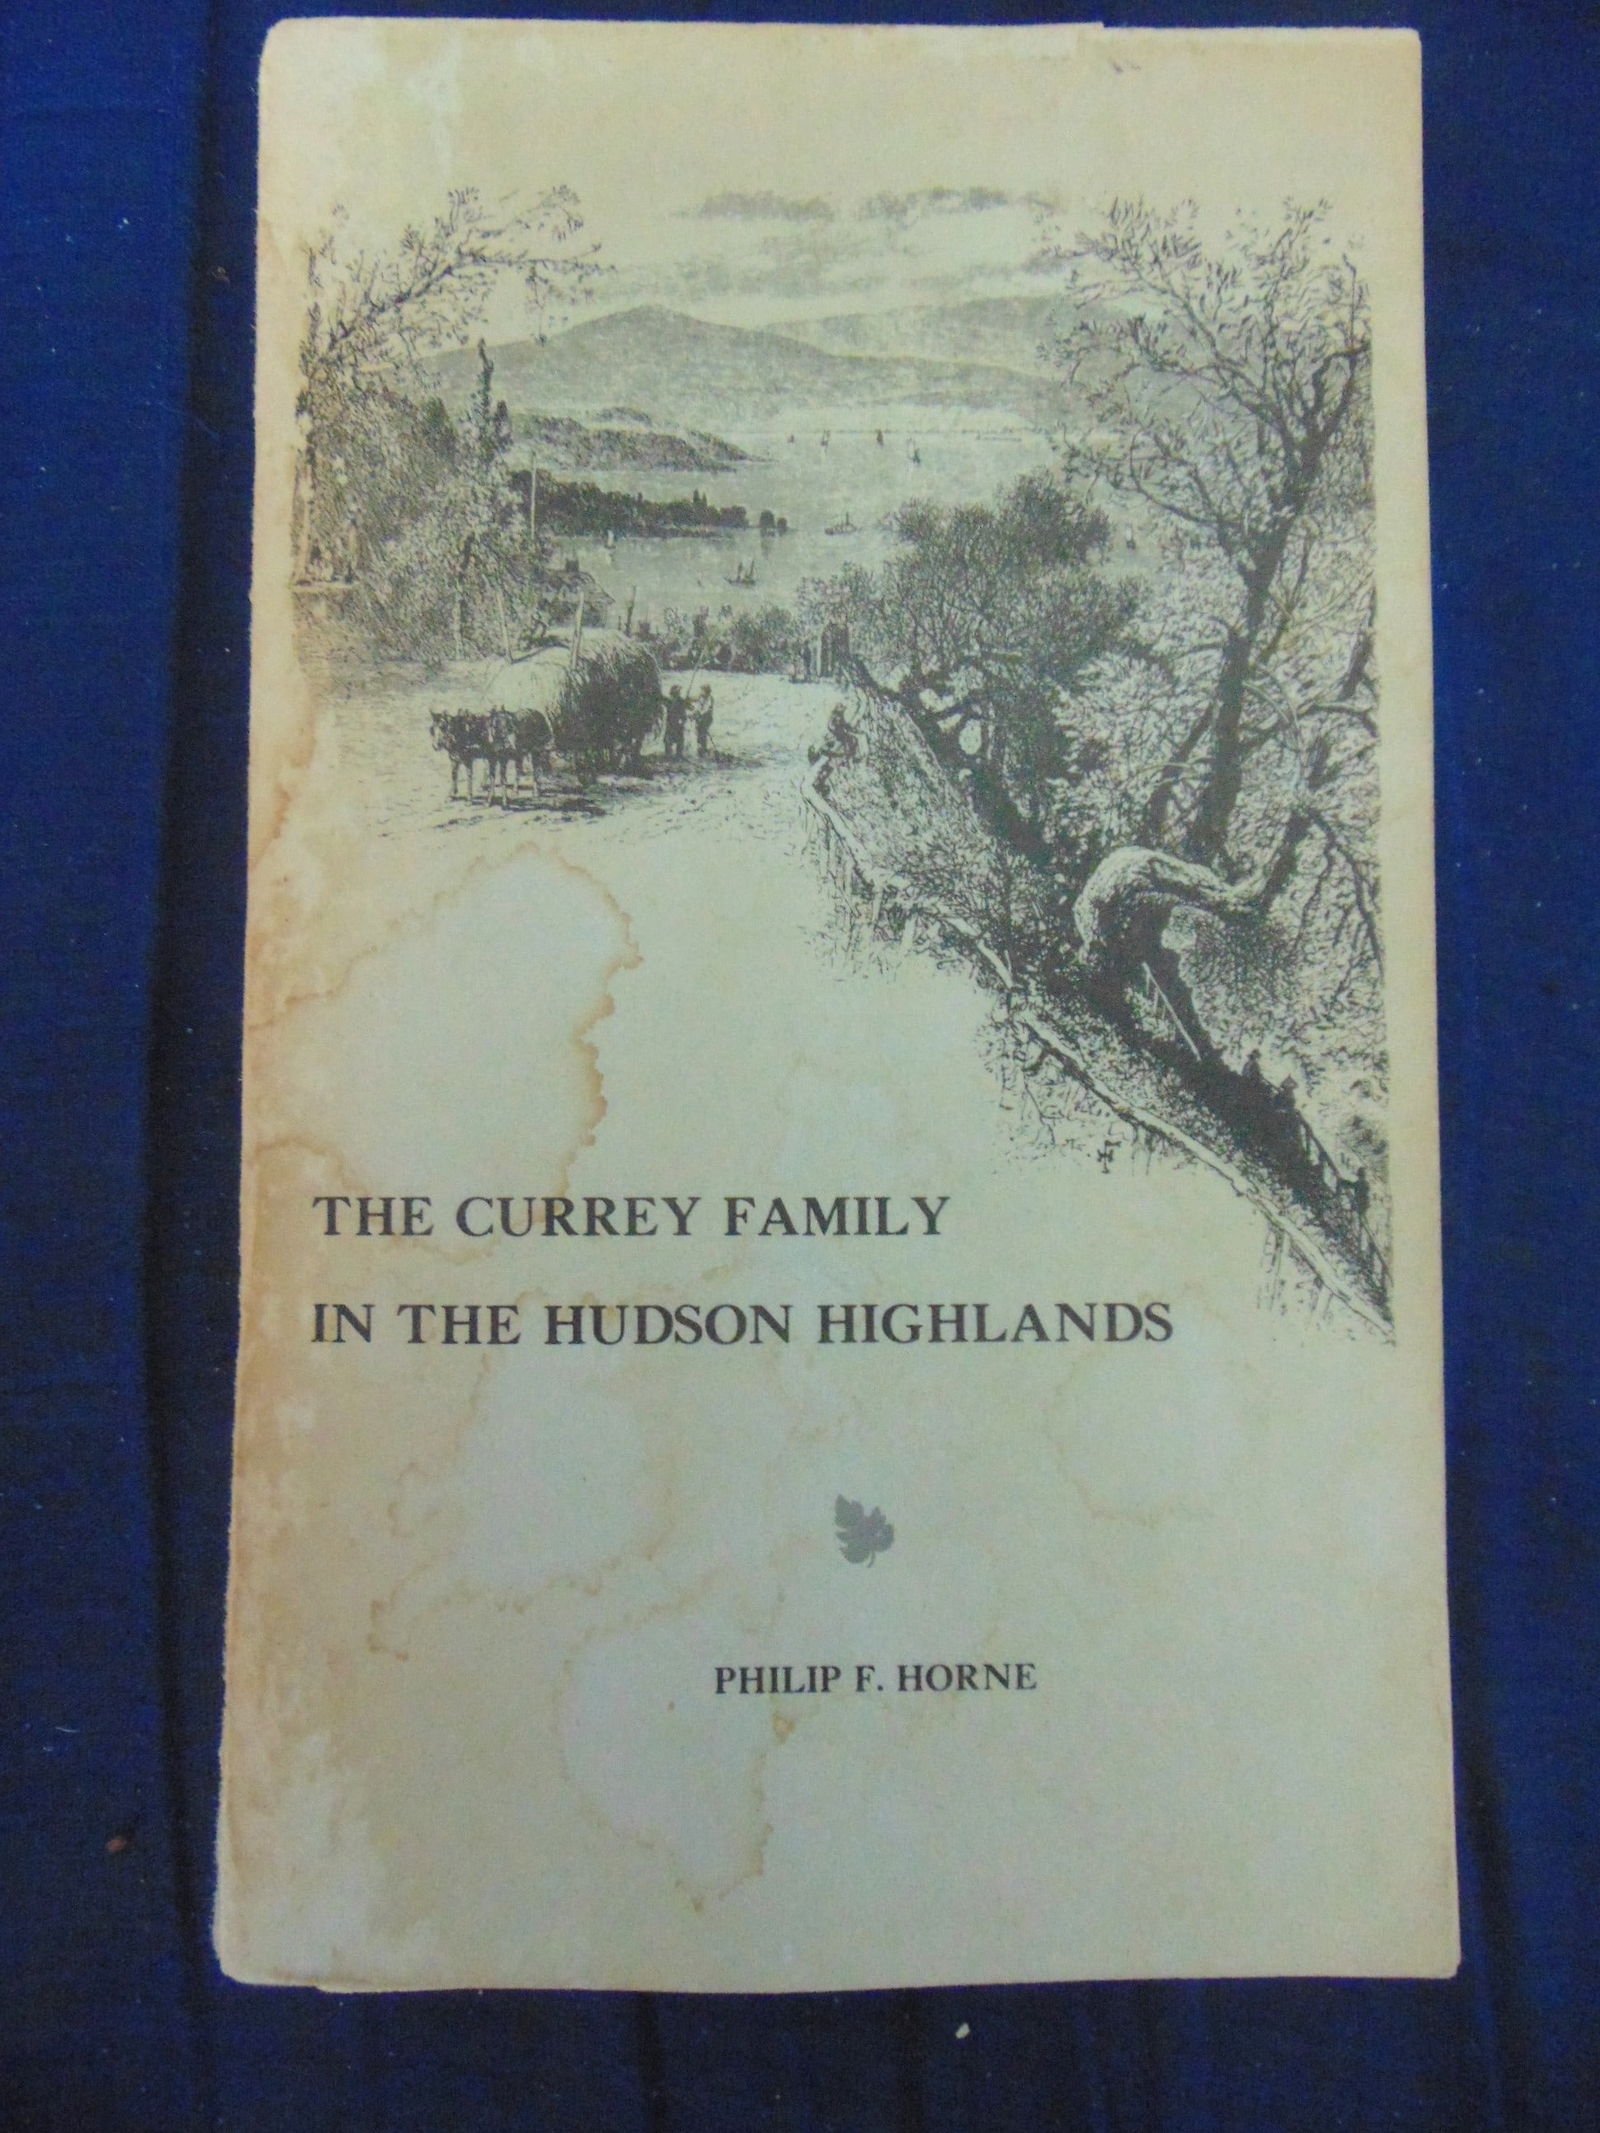 THE CURREY FAMILY
IN THE HUDSON HIGHLANDS
PHILIP F. HORNE